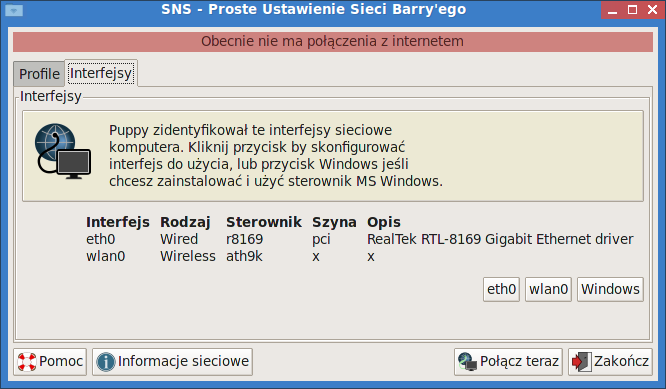 SNS - Proste Ustawienie Sieci Barry'ego
Obecnie nie ma połączenia z internetem
Profile Interfejsy
Interfejsy
Puppy zidentyfikował te interfejsy sieciowe
komputera. Kliknij przycisk by skonfigurować
interfejs do użycia, lub przycisk Windows jeśli
chcesz zainstalować i użyć sterownik MS Windows.
Interfejs Rodzaj Sterownik Szyna Opis
eth0 Wired r8169 pci RealTek RTL-8169 Gigabit Ethernet driver
wlan0 Wireless ath9k x x
eth0 wlan0 Windows
Pomoc Informacje sieciowe Połącz teraz Zakończ